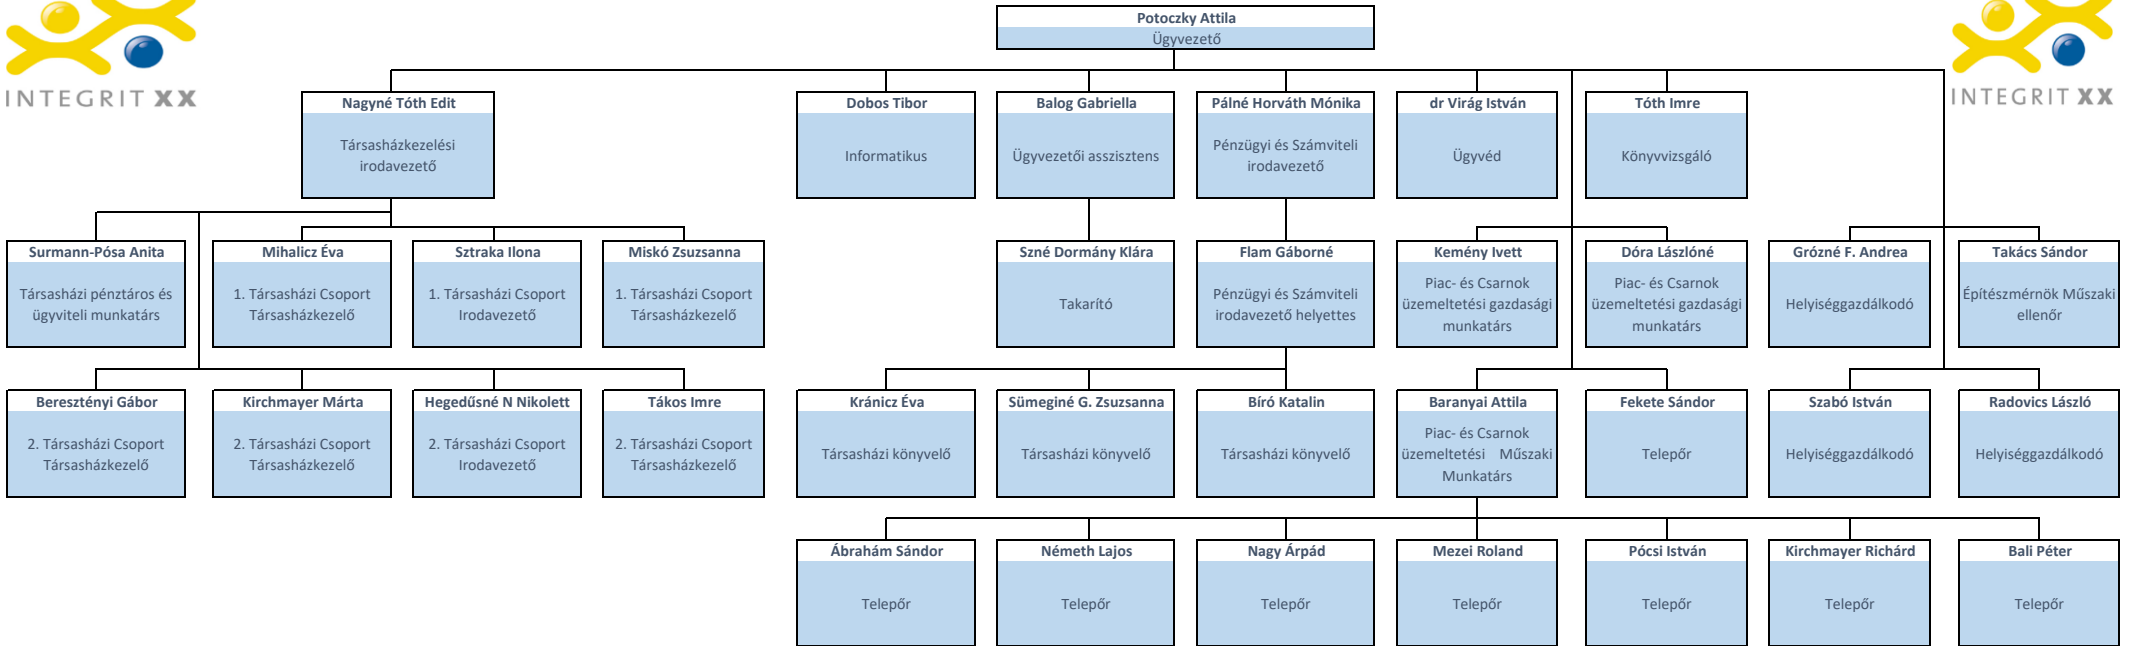 INTEGRIT XX
INTEGRIT XX
Potoczky Attila
Ügyvezető
Nagyné Tóth Edit
Társasházkezelési
irodavezető
Dobos Tibor
Informatikus
Balog Gabriella
Ügyvezetői asszisztens
Pálné Horváth Mónika
Pénzügyi és Számviteli
irodavezető
dr Virág István
Ügyvéd
Tóth Imre
Könyvvizsgáló
Surmann-Pósa Anita
Társasházi pénztáros és
ügyviteli munkatárs
Mihalicz Éva
1. Társasházi Csoport
Társasházkezelő
Sztraka Ilona
1. Társasházi Csoport
Irodavezető
Miskó Zsuzsanna
1. Társasházi Csoport
Társasházkezelő
Szné Dormány Klára
Takarító
Flam Gáborné
Pénzügyi és Számviteli
irodavezető helyettes
Kemény Ivett
Piac- és Csarnok
üzemeltetési gazdasági
munkatárs
Dóra Lászlóné
Piac- és Csarnok
üzemeltetési gazdasági
munkatárs
Grózné F. Andrea
Helyiséggazdálkodó
Takács Sándor
Építészmérnök Műszaki
ellenőr
Beresztényi Gábor
2. Társasházi Csoport
Társasházkezelő
Kirchmayer Márta
2. Társasházi Csoport
Társasházkezelő
Hegedűsné N Nikolett
2. Társasházi Csoport
Irodavezető
Tákos Imre
2. Társasházi Csoport
Társasházkezelő
Kránicz Éva
Társasházi könyvelő
Sümeginé G. Zsuzsanna
Társasházi könyvelő
Bíró Katalin
Társasházi könyvelő
Baranyai Attila
Piac- és Csarnok
üzemeltetési Műszaki
Munkatárs
Fekete Sándor
Telepőr
Szabó István
Helyiséggazdálkodó
Radovics László
Helyiséggazdálkodó
Ábrahám Sándor
Telepőr
Németh Lajos
Telepőr
Nagy Árpád
Telepőr
Mezei Roland
Telepőr
Pócsi István
Telepőr
Kirchmayer Richárd
Telepőr
Bali Péter
Telepőr